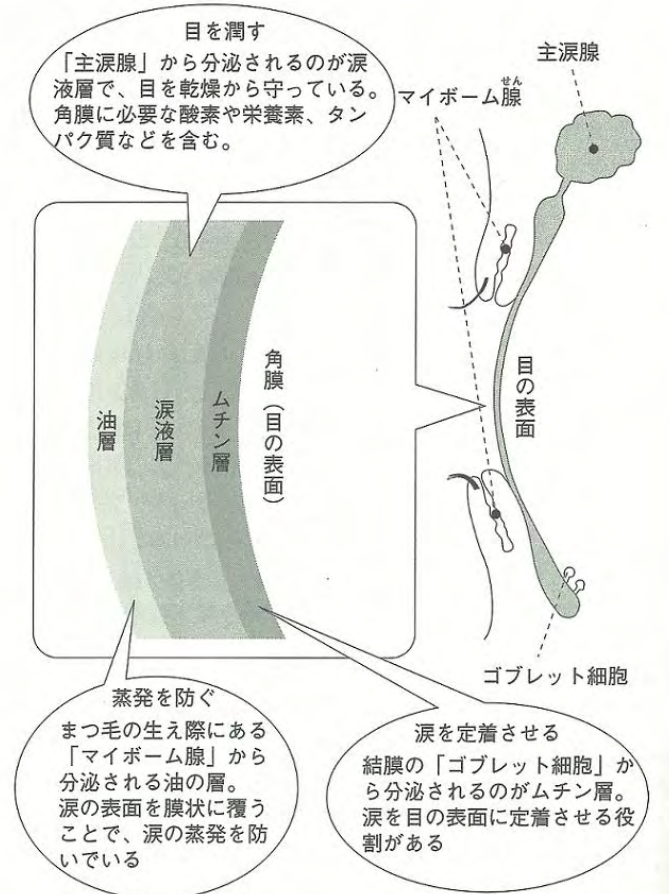 目を潤す
「主涙腺」から分泌されるのが涙
液層で、目を乾燥から守っている。
角膜に必要な酸素や栄養素、タン
パク質などを含む。
主涙腺
せん
マイボーム腺
油層
涙液層
ムチン層
角膜（目の表面）
目の表面
ゴブレット細胞
蒸発を防ぐ
まつ毛の生え際にある
「マイボーム腺」から
分泌される油の層。
涙の表面を膜状に覆う
ことで、涙の蒸発を防
いでいる
涙を定着させる
結膜の「ゴブレット細胞」か
ら分泌されるのがムチン層。
涙を目の表面に定着させる役
割がある